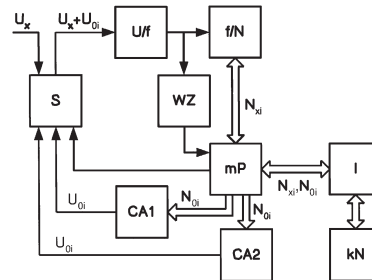 Ux
Ux+U0i
U/f
f/N
S
WZ
Nxi
mP
I
Nxi,N0i
N0i
CA1
U0i
N0i
U0i
CA2
kN